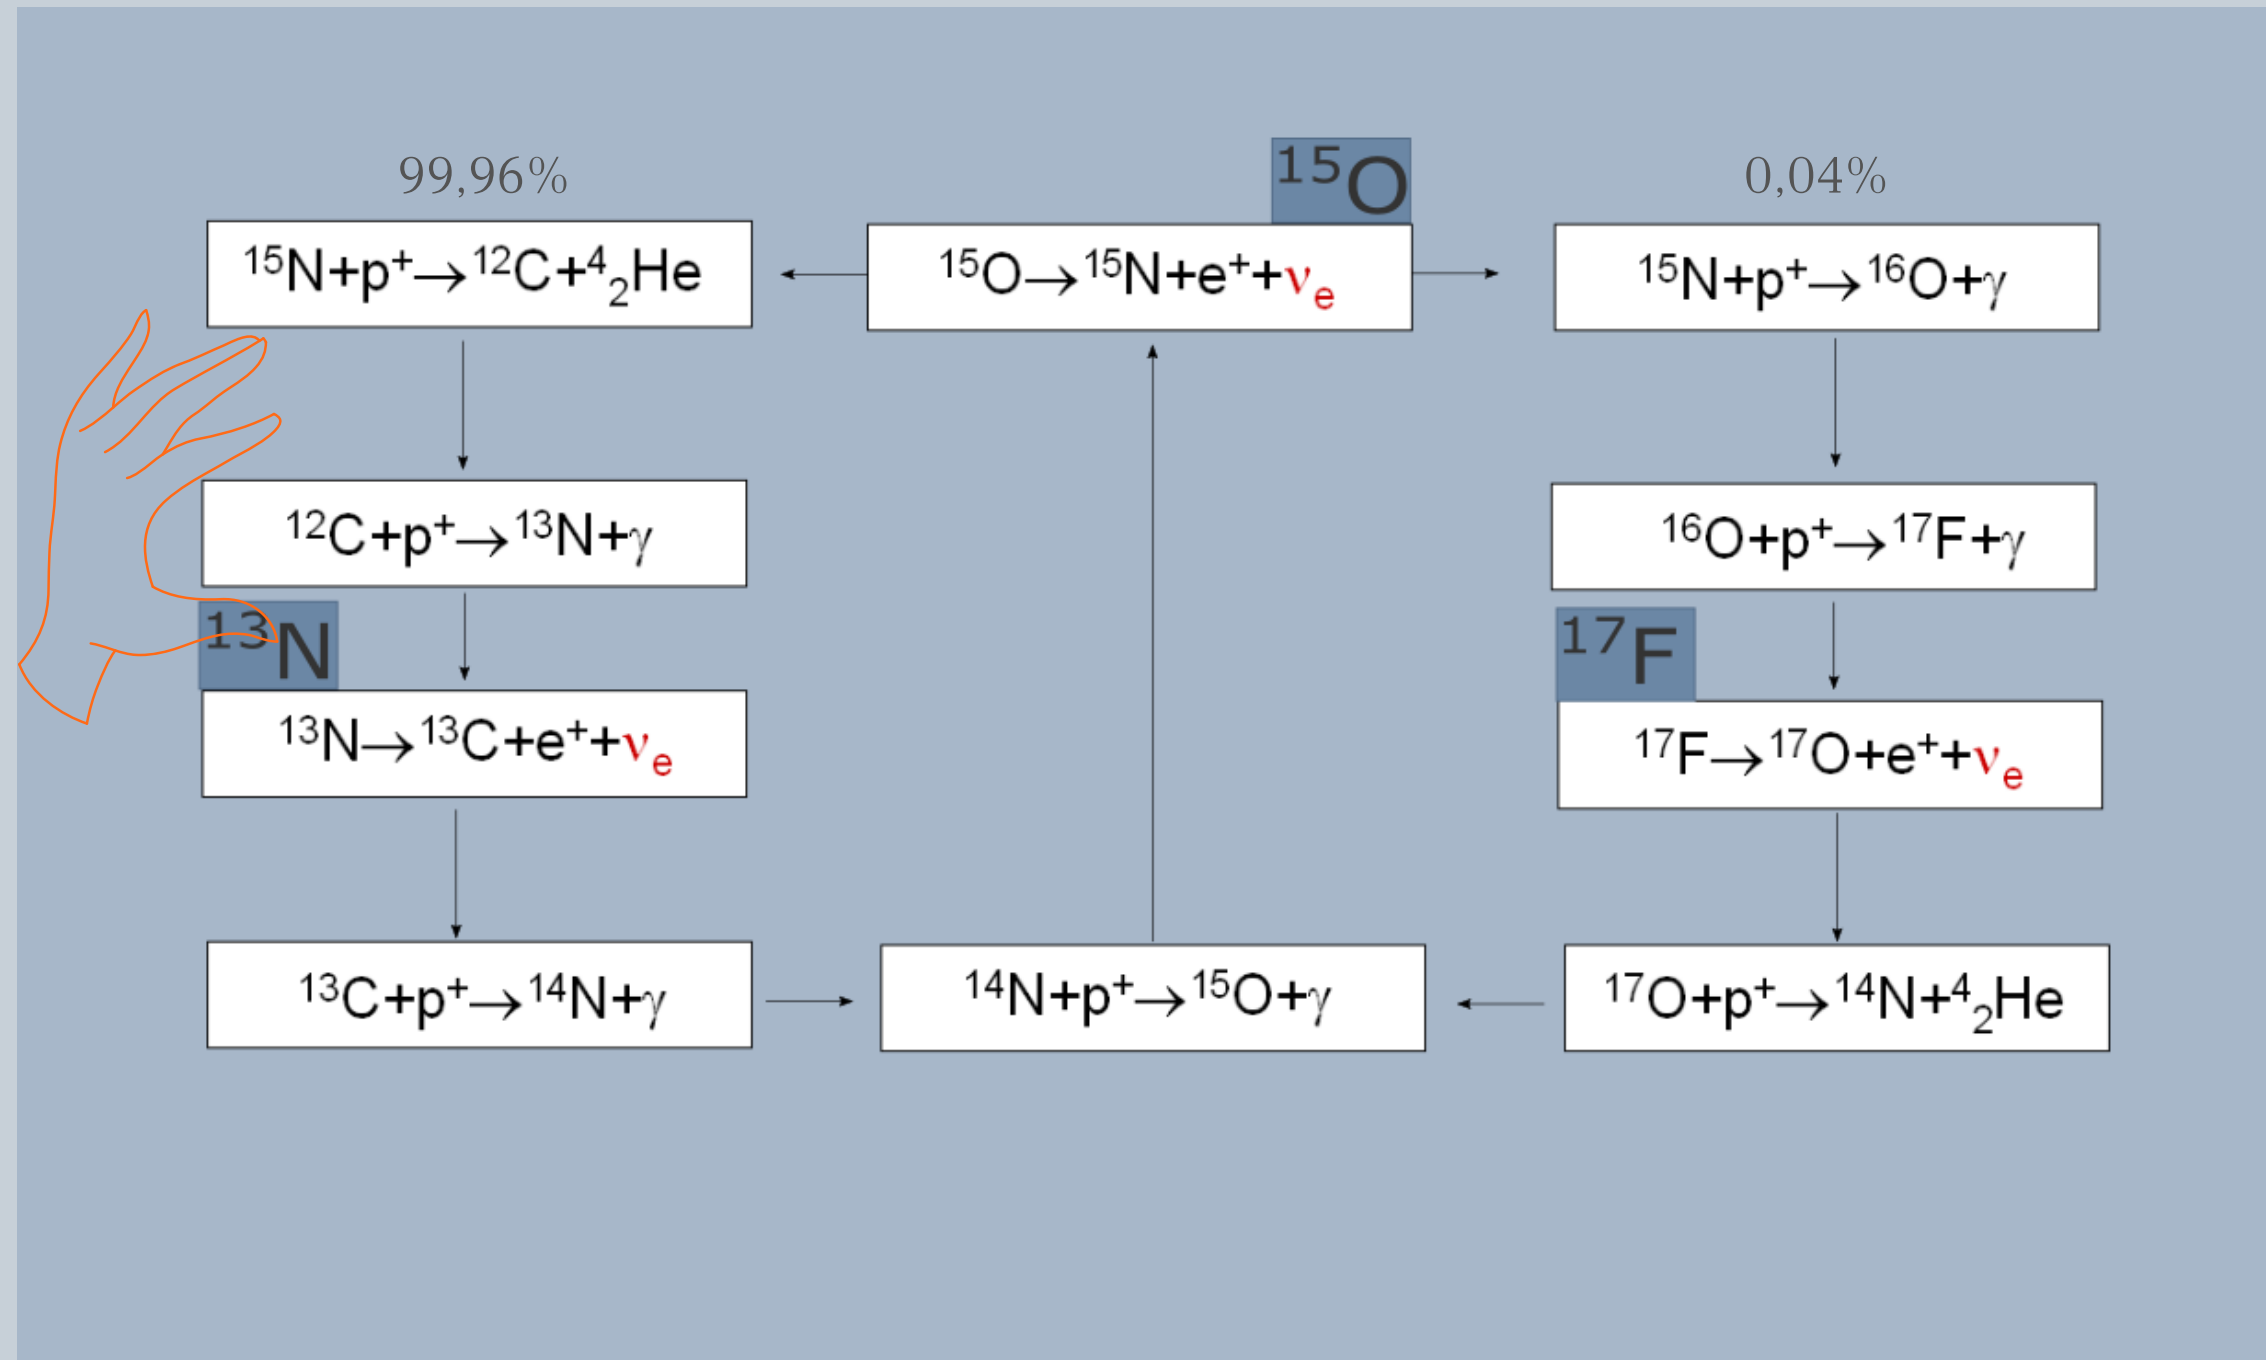 99,96%
¹⁵O
0,04%
¹⁵N+p⁺→¹²C+⁴₂He
¹⁵O→¹⁵N+e⁺+νₑ
¹⁵N+p⁺→¹⁶O+γ
¹²C+p⁺→¹³N+γ
¹⁶O+p⁺→¹⁷F+γ
¹³N
¹⁷F
¹³N→¹³C+e⁺+νₑ
¹⁷F→¹⁷O+e⁺+νₑ
¹³C+p⁺→¹⁴N+γ
¹⁴N+p⁺→¹⁵O+γ
¹⁷O+p⁺→¹⁴N+⁴₂He